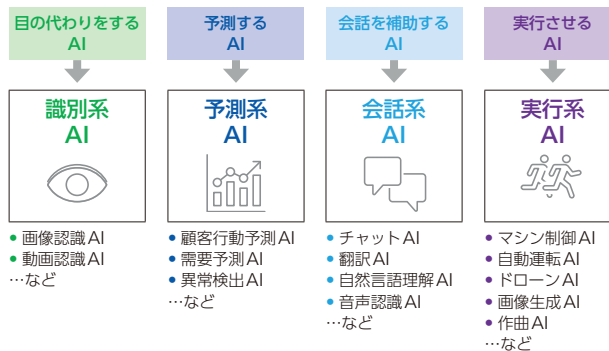 目の代わりをする
AI
識別系
AI
• 画像認識AI
• 動画認識AI
…など
予測する
AI
予測系
AI
• 顧客行動予測AI
• 需要予測AI
• 異常検出AI
…など
会話を補助する
AI
会話系
AI
• チャットAI
• 翻訳AI
• 自然言語理解AI
• 音声認識AI
…など
実行させる
AI
実行系
AI
• マシン制御AI
• 自動運転AI
• ドローンAI
• 画像生成AI
• 作曲AI
…など